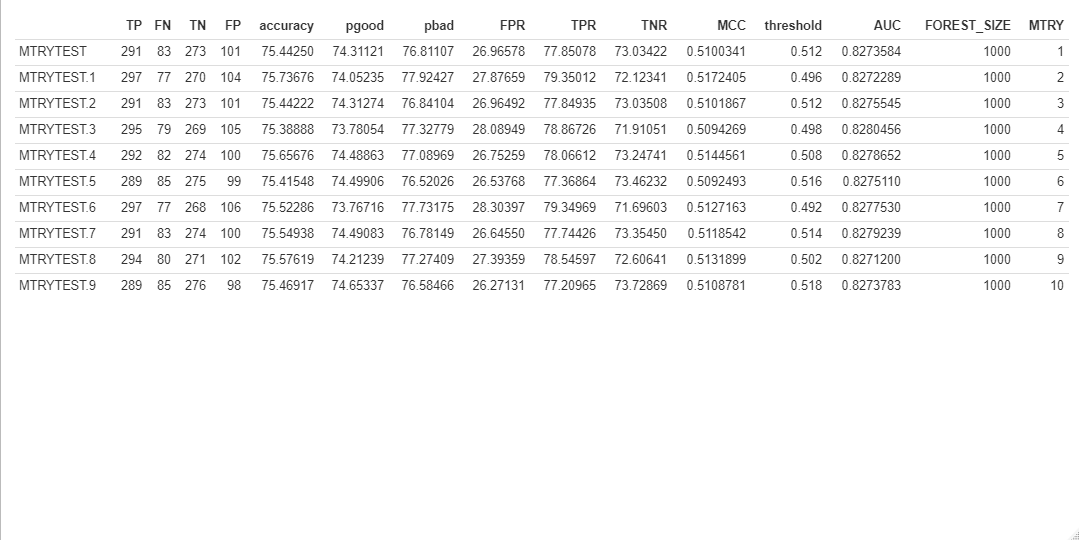 TP FN TN FP accuracy pgood pbad FPR TPR TNR MCC threshold AUC FOREST_SIZE MTRY
MTRYTEST 291 83 273 101 75.44250 74.31121 76.81107 26.96578 77.85078 73.03422 0.5100341 0.512 0.8273584 1000 1
MTRYTEST.1 297 77 270 104 75.73676 74.05235 77.92427 27.87659 79.35012 72.12341 0.5172405 0.496 0.8272289 1000 2
MTRYTEST.2 291 83 273 101 75.44222 74.31274 76.84104 26.96492 77.84935 73.03508 0.5101867 0.512 0.8275545 1000 3
MTRYTEST.3 295 79 269 105 75.38888 73.78054 77.32779 28.08949 78.86726 71.91051 0.5094269 0.498 0.8280456 1000 4
MTRYTEST.4 292 82 274 100 75.65676 74.48863 77.08969 26.75259 78.06612 73.24741 0.5144561 0.508 0.8278652 1000 5
MTRYTEST.5 289 85 275 99 75.41548 74.49906 76.52026 26.53768 77.36864 73.46232 0.5092493 0.516 0.8275110 1000 6
MTRYTEST.6 297 77 268 106 75.52286 73.76716 77.73175 28.30397 79.34969 71.69603 0.5127163 0.492 0.8277530 1000 7
MTRYTEST.7 291 83 274 100 75.54938 74.49083 76.78149 26.64550 77.74426 73.35450 0.5118542 0.514 0.8279239 1000 8
MTRYTEST.8 294 80 271 102 75.57619 74.21239 77.27409 27.39359 78.54597 72.60641 0.5131899 0.502 0.8271200 1000 9
MTRYTEST.9 289 85 276 98 75.46917 74.65337 76.58466 26.27131 77.20965 73.72869 0.5108781 0.518 0.8273783 1000 10